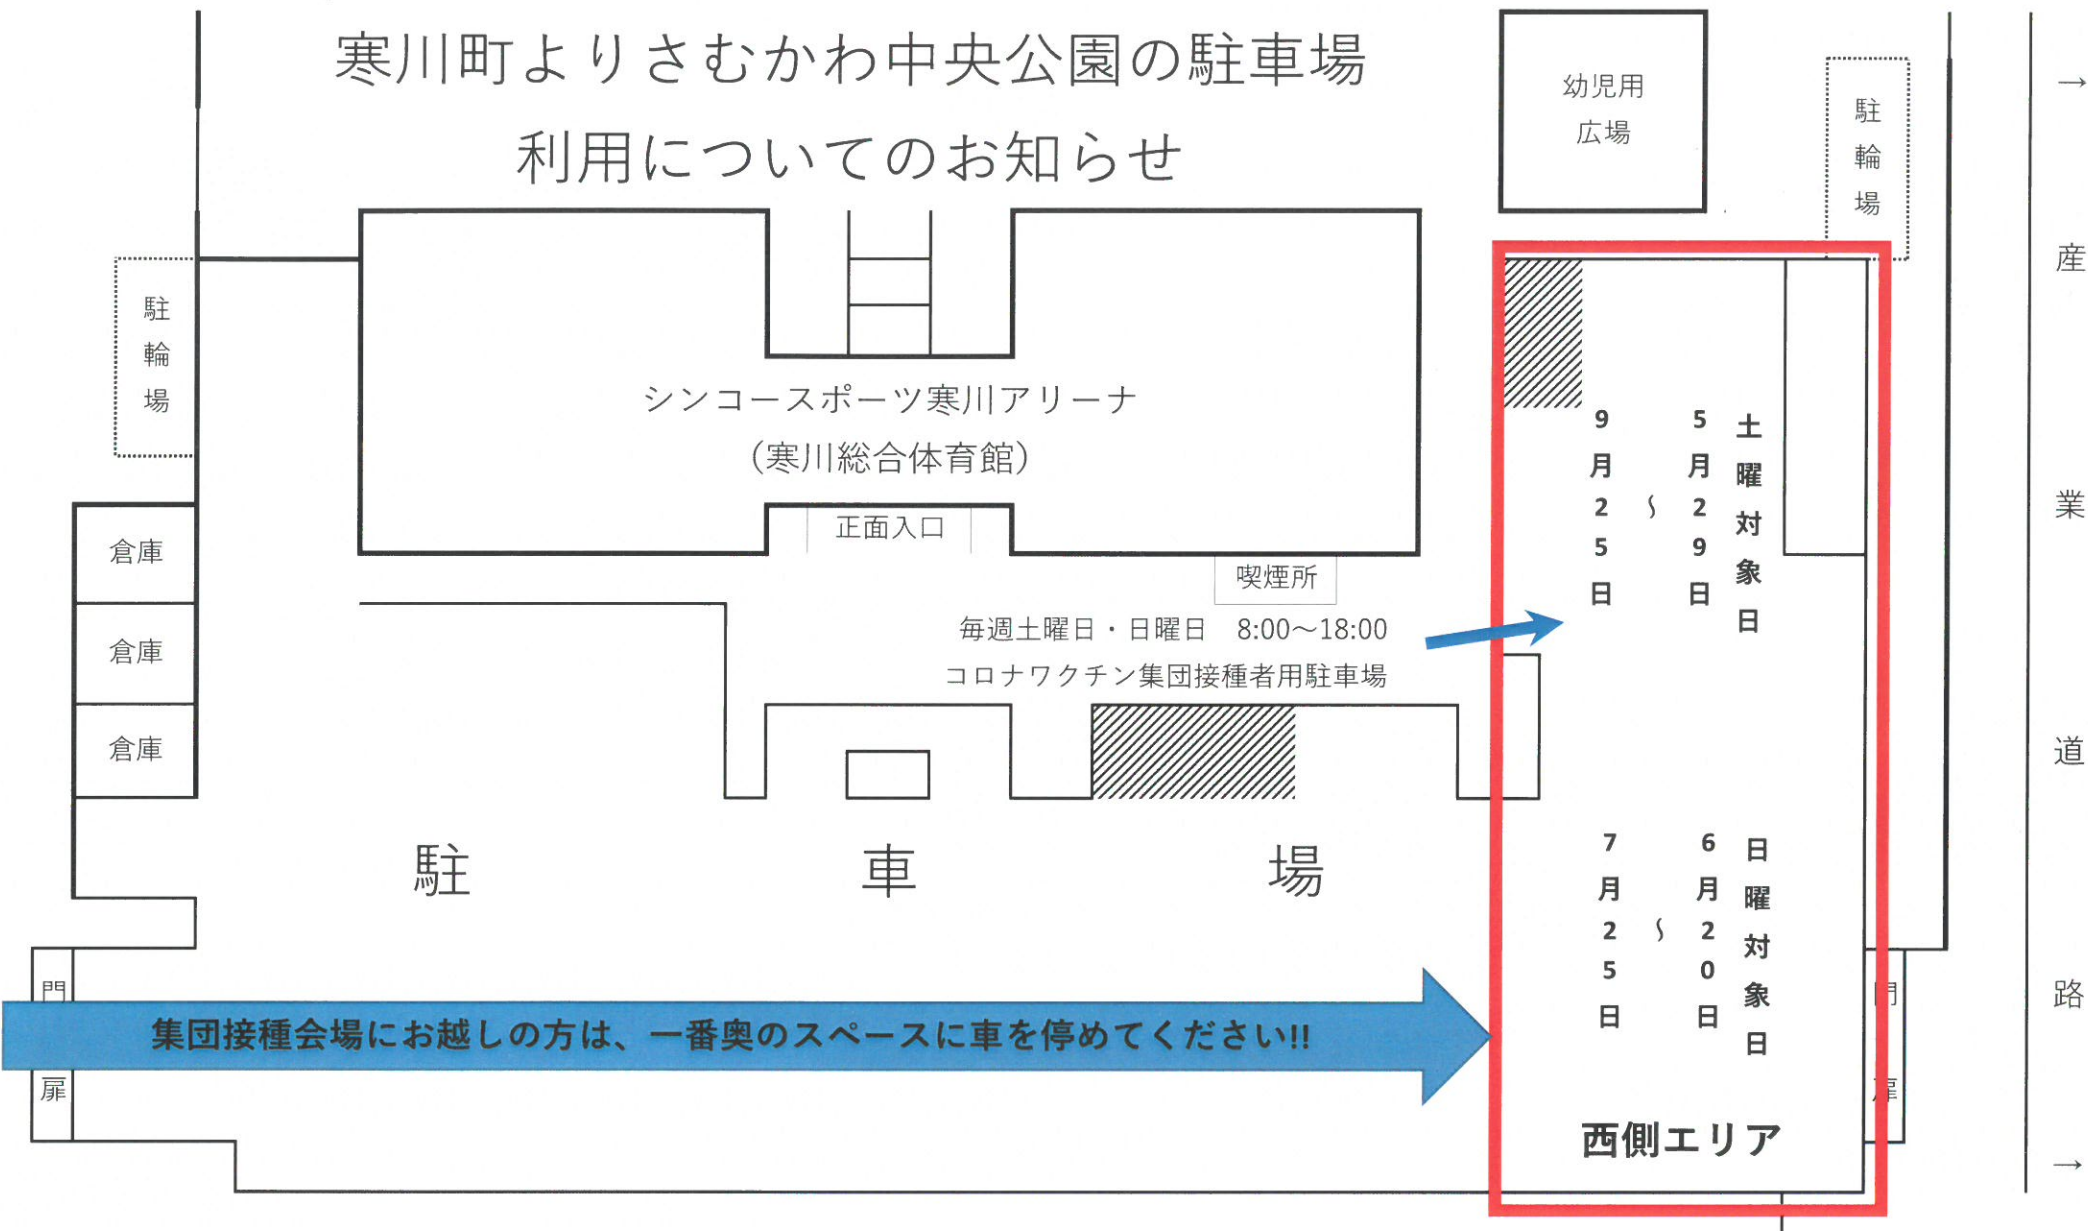 寒川町よりさむかわ中央公園の駐車場
利用についてのお知らせ
幼児用
広場
駐輪場
→
産業道路
→
駐輪場
シンコースポーツ寒川アリーナ
（寒川総合体育館）
正面入口
喫煙所
倉庫
倉庫
倉庫
毎週土曜日・日曜日　8:00～18:00
コロナワクチン集団接種者用駐車場
土曜対象日
5月29日
～
9月25日
駐車場
日曜対象日
6月20日
～
7月25日
門扉
集団接種会場にお越しの方は、一番奥のスペースに車を停めてください!!
門扉
西側エリア